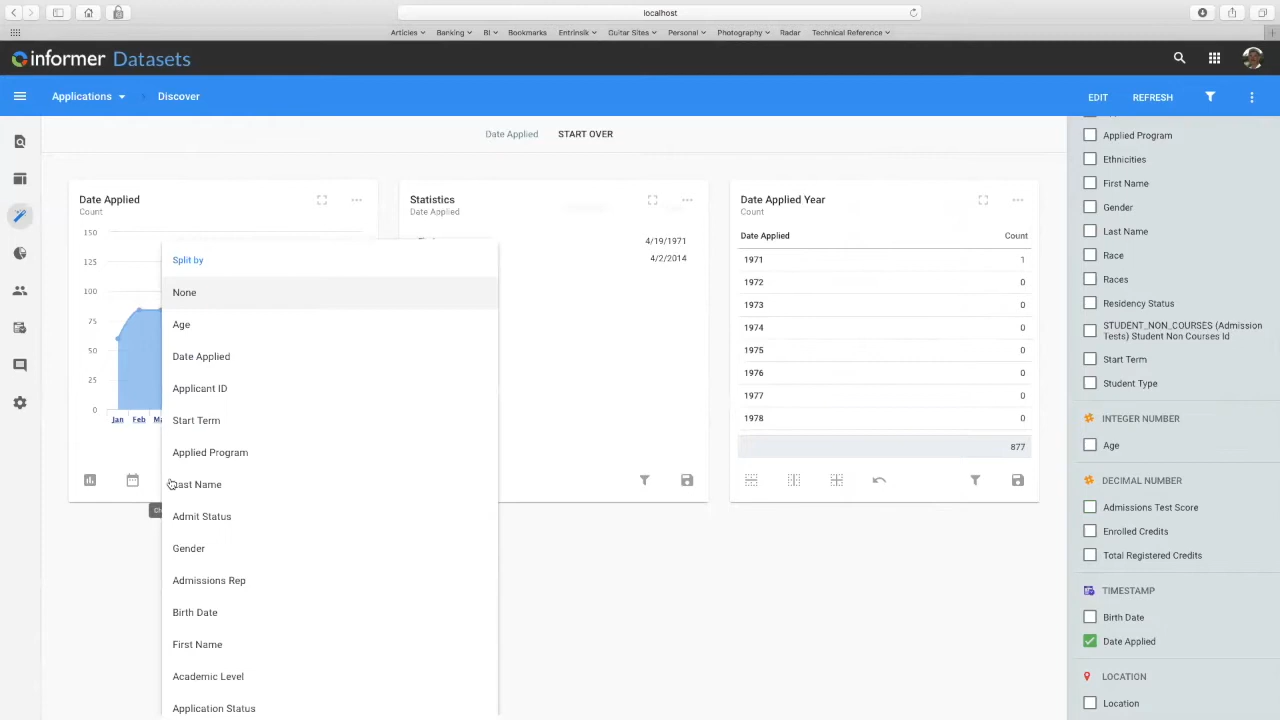 localhost
Articles Banking BI Bookmarks Entrinsik Guitar Sites Personal Photography Radar Technical Reference
informer Datasets
Applications Discover EDIT REFRESH
Date Applied START OVER
Date Applied
Count
150
125
100
75
50
25
0
Jan Feb
Split by
None
Age
Date Applied
Applicant ID
Start Term
Applied Program
Last Name
Admit Status
Gender
Admissions Rep
Birth Date
First Name
Academic Level
Application Status
Statistics
Date Applied
4/19/1971
4/2/2014
Date Applied Year
Count
Date Applied Count
1971 1
1972 0
1973 0
1974 0
1975 0
1976 0
1977 0
1978 0
877
Applied Program
Ethnicities
First Name
Gender
Last Name
Race
Races
Residency Status
STUDENT_NON_COURSES (Admission
Tests) Student Non Courses Id
Start Term
Student Type
INTEGER NUMBER
Age
DECIMAL NUMBER
Admissions Test Score
Enrolled Credits
Total Registered Credits
TIMESTAMP
Birth Date
Date Applied
LOCATION
Location